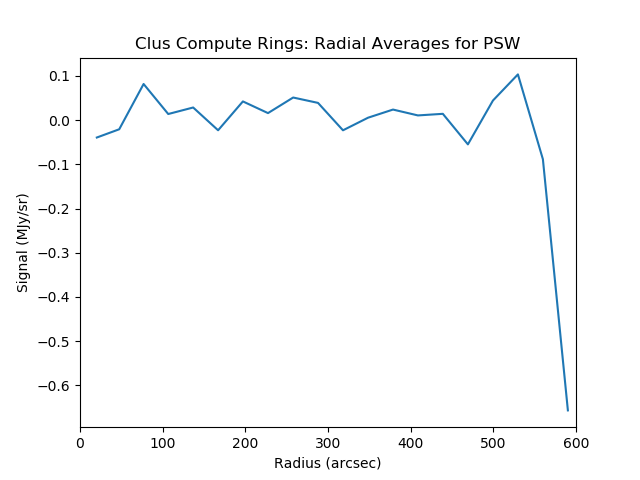 Clus Compute Rings: Radial Averages for PSW
0.1
0.0
−0.1
−0.2
−0.3
−0.4
−0.5
−0.6
Signal (MJy/sr)
0 100 200 300 400 500 600
Radius (arcsec)